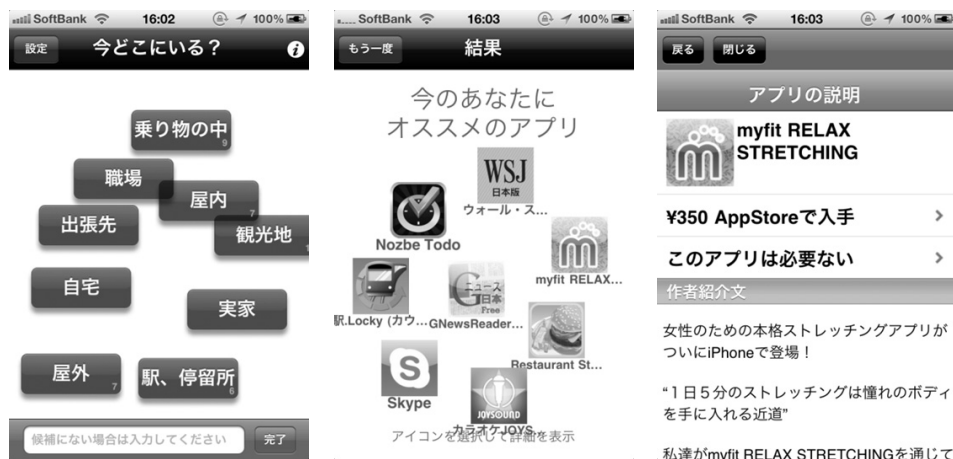 SoftBank 16:02 100%
設定 今どこにいる？ i
乗り物の中
9
職場
屋内
7
出張先
観光地
自宅
実家
屋外
7
駅、停留所
6
候補にない場合は入力してください 完了
SoftBank 16:03 100%
もう一度 結果
今のあなたに
オススメのアプリ
WSJ
日本版
ウォール・ス...
Nozbe Todo
myfit RELAX...
駅.Locky (カウ...
ニュース
G 日本
Free
GNewsReader...
Restaurant St...
S
Skype
JOYSOUND
カラオケJOYS...
アイコンを選択して詳細を表示
SoftBank 16:03 100%
戻る 閉じる
アプリの説明
myfit RELAX
STRETCHING
¥350 AppStoreで入手
このアプリは必要ない
作者紹介文
女性のための本格ストレッチングアプリが
ついにiPhoneで登場！
“１日５分のストレッチングは憧れのボディ
を手に入れる近道”
私達がmyfit RELAX STRETCHINGを通じて